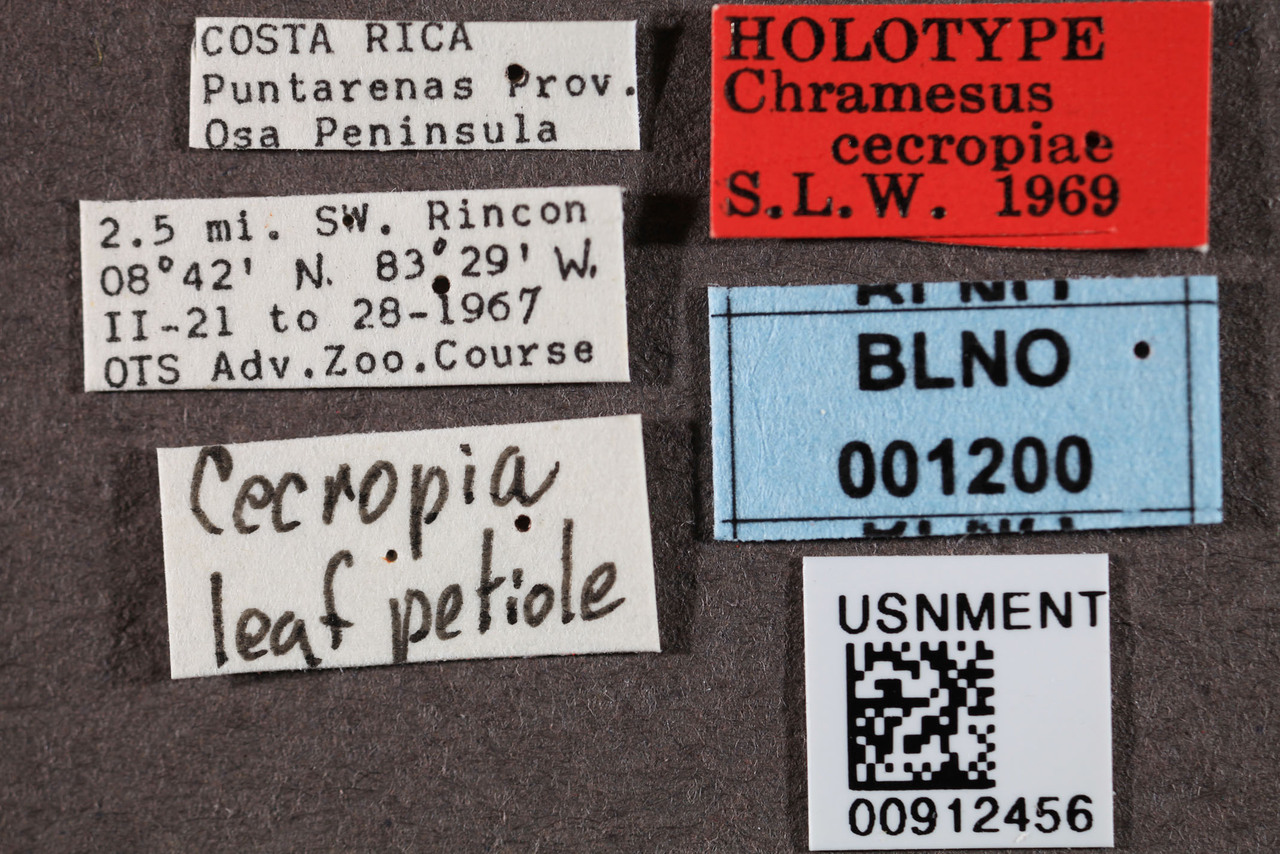 COSTA RICA
Puntarenas Prov.
Osa Peninsula
2.5 mi. SW. Rincon
08°42' N. 83°29' W.
II-21 to 28-1967
OTS Adv.Zoo.Course
Cecropia
leaf petiole
HOLOTYPE
Chramesus
cecropiae
S.L.W. 1969
BLNO
001200
USNMENT
00912456